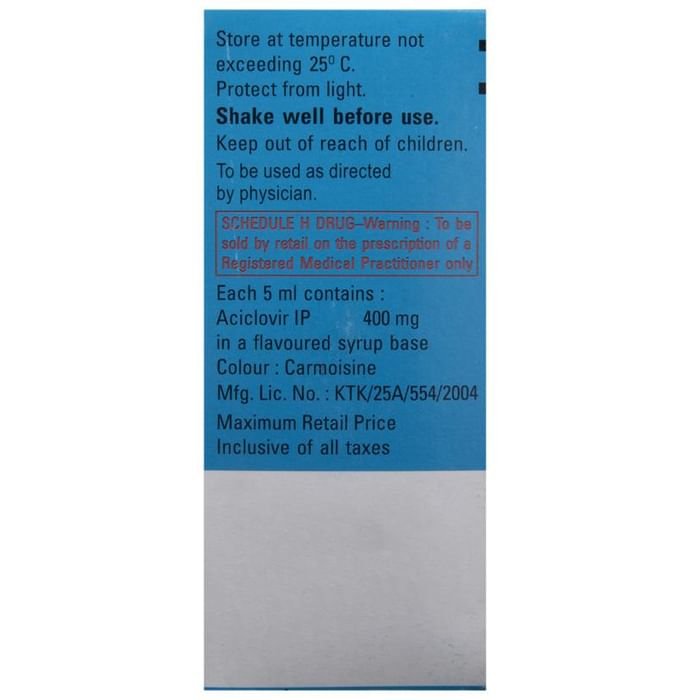 Store at temperature not
exceeding 25⁰ C.
Protect from light.
Shake well before use.
Keep out of reach of children.
To be used as directed
by physician.
SCHEDULE H DRUG–Warning : To be
sold by retail on the prescription of a
Registered Medical Practitioner only
Each 5 ml contains :
Aciclovir IP 400 mg
in a flavoured syrup base
Colour : Carmoisine
Mfg. Lic. No. : KTK/25A/554/2004
Maximum Retail Price
Inclusive of all taxes